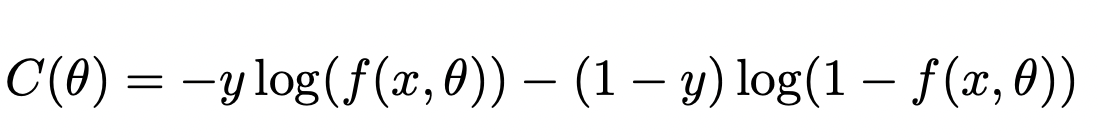 C(θ) = −y log(f(x, θ)) − (1 − y) log(1 − f(x, θ))